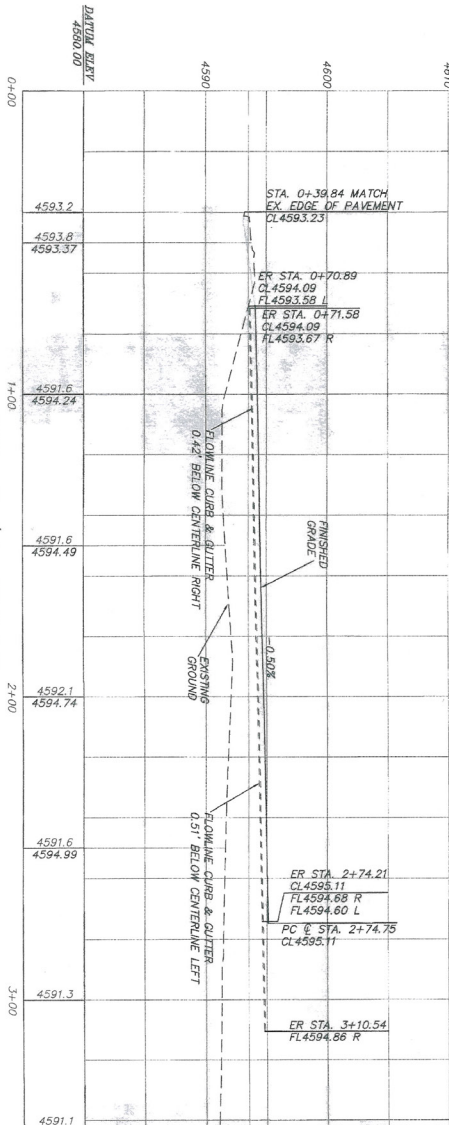 4610
4600
4590
DATUM ELEV
4580.00
0+00
STA. 0+39.84 MATCH
EX. EDGE OF PAVEMENT
CL4593.23
4593.2
4593.8
4593.37
ER STA. 0+70.89
CL4594.09
FL4593.58 L
ER STA. 0+71.58
CL4594.09
FL4593.67 R
4591.6
4594.24
1+00
FLOWLINE CURB & GUTTER
0.42' BELOW CENTERLINE RIGHT
4591.6
4594.49
FINISHED
GRADE
EXISTING
GROUND
-0.50%
4592.1
4594.74
2+00
FLOWLINE CURB & GUTTER
0.51' BELOW CENTERLINE LEFT
4591.6
4594.99
ER STA. 2+74.21
CL4595.11
FL4594.68 R
FL4594.60 L
PC ℄ STA. 2+74.75
CL4595.11
4591.3
3+00
ER STA. 3+10.54
FL4594.86 R
4591.1